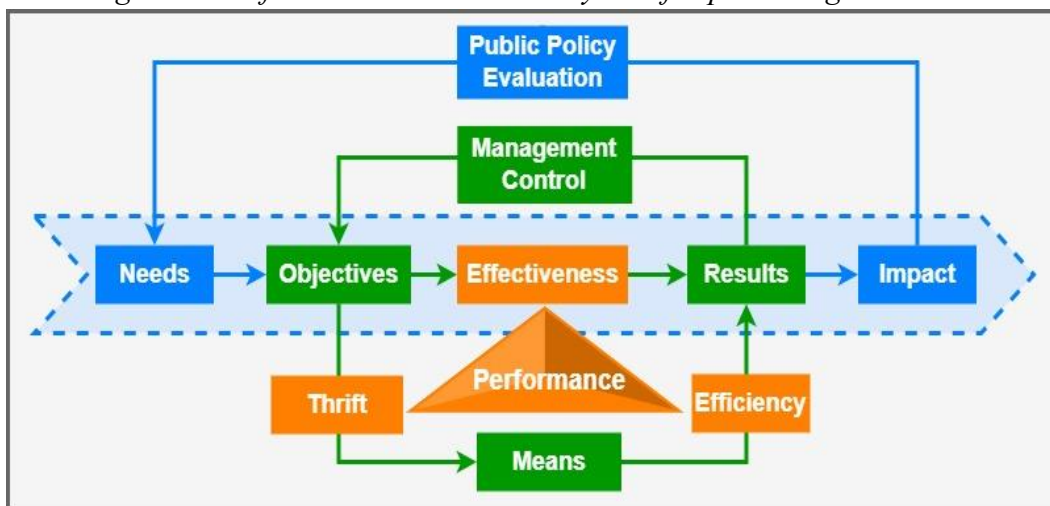 Public Policy
Evaluation
Management
Control
Needs
Objectives
Effectiveness
Results
Impact
Performance
Thrift
Efficiency
Means